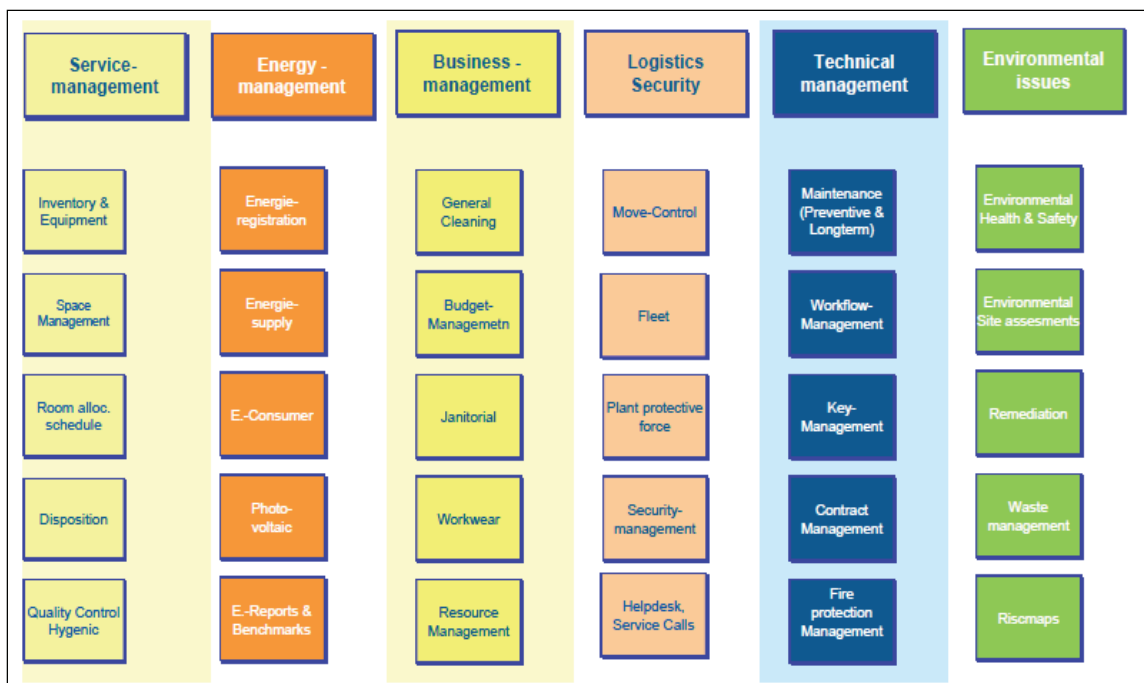 Service-
management
Energy -
management
Business -
management
Logistics
Security
Technical
management
Environmental
issues
Inventory &
Equipment
Energie-
registration
General
Cleaning
Move-Control
Maintenance
(Preventive &
Longterm)
Environmental
Health & Safety
Space
Management
Energie-
supply
Budget-
Managemetn
Fleet
Workflow-
Management
Environmental
Site assesments
Room alloc.
schedule
E.-Consumer
Janitorial
Plant protective
force
Key-
Management
Remediation
Disposition
Photo-
voltaic
Workwear
Security-
management
Contract
Management
Waste
management
Quality Control
Hygenic
E.-Reports &
Benchmarks
Resource
Management
Helpdesk,
Service Calls
Fire
protection
Management
Riscmaps